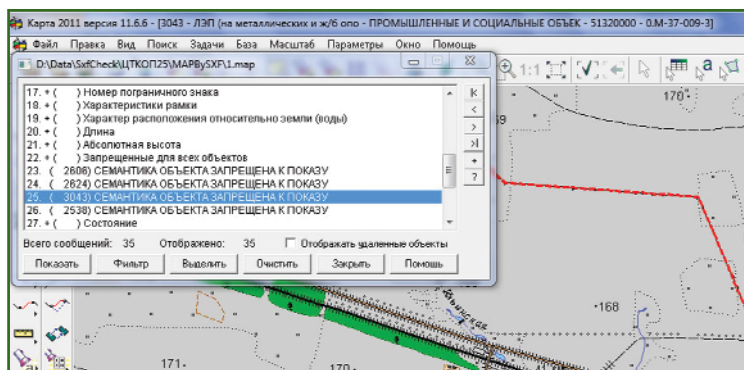 Карта 2011 версия 11.6.6 - [3043 - ЛЭП (на металлических и ж/б опо - ПРОМЫШЛЕННЫЕ И СОЦИАЛЬНЫЕ ОБЪЕК - 51320000 - 0.M-37-009-3]
Файл Правка Вид Поиск Задачи База Масштаб Параметры Окно Помощь
D:\Data\SxfCheck\ЦТКОП25\MAPBySXF\1.map
1:1
17. + ( ) Номер пограничного знака
18. + ( ) Характеристики рамки
19. + ( ) Характер расположения относительно земли (воды)
20. + ( ) Длина
21. + ( ) Абсолютная высота
22. + ( ) Запрещенные для всех объектов
23. ( 2606) СЕМАНТИКА ОБЪЕКТА ЗАПРЕЩЕНА К ПОКАЗУ
24. ( 2624) СЕМАНТИКА ОБЪЕКТА ЗАПРЕЩЕНА К ПОКАЗУ
25. ( 3043) СЕМАНТИКА ОБЪЕКТА ЗАПРЕЩЕНА К ПОКАЗУ
26. ( 2538) СЕМАНТИКА ОБЪЕКТА ЗАПРЕЩЕНА К ПОКАЗУ
27. + ( ) Состояние
Всего сообщений: 35 Отображено: 35 Отображать удаленные объекты
Показать Фильтр Выделить Очистить Закрыть Помощь
170
168
171
170